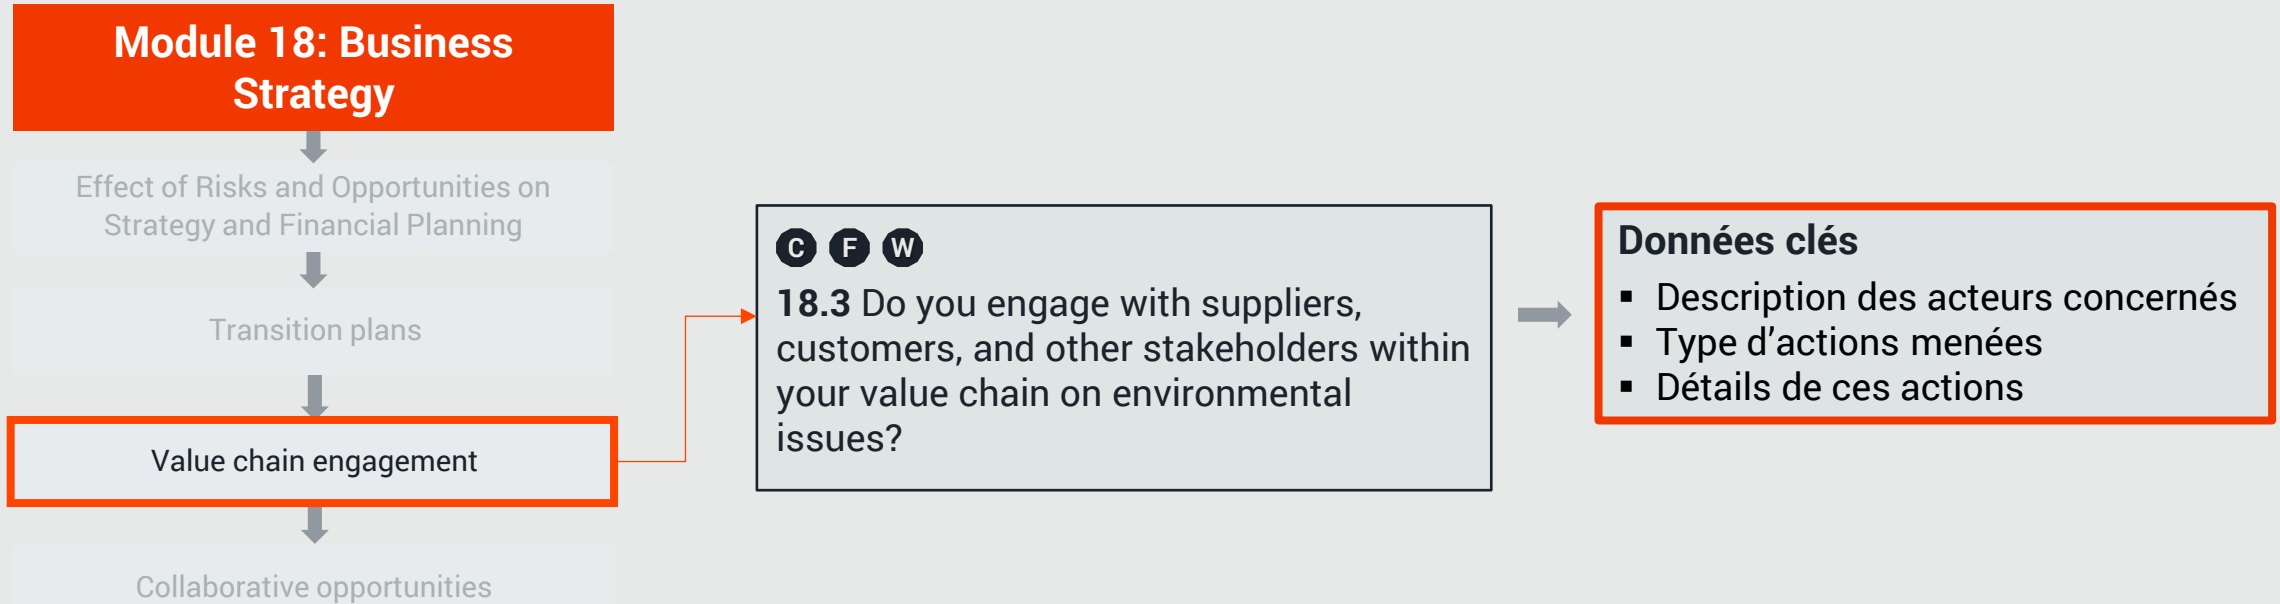 Module 18: Business
Strategy
Effect of Risks and Opportunities on
Strategy and Financial Planning
Transition plans
Value chain engagement
Collaborative opportunities
C F W
18.3 Do you engage with suppliers,
customers, and other stakeholders within
your value chain on environmental
issues?
Données clés
▪ Description des acteurs concernés
▪ Type d’actions menées
▪ Détails de ces actions